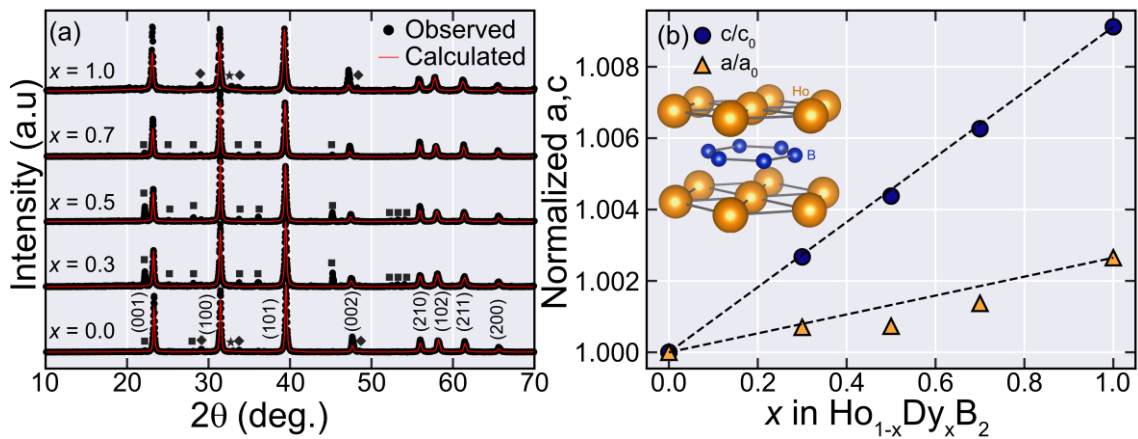 (a)
Observed
Calculated
x = 1.0
x = 0.7
x = 0.5
x = 0.3
x = 0.0
(001)
(100)
(101)
(002)
(210)
(102)
(211)
(200)
Intensity (a.u)
10 20 30 40 50 60 70
2θ (deg.)
(b)
c/c₀
a/a₀
Ho
B
Normalized a,c
1.008
1.006
1.004
1.002
1.000
0.0 0.2 0.4 0.6 0.8 1.0
x in Ho₁₋ₓDyₓB₂